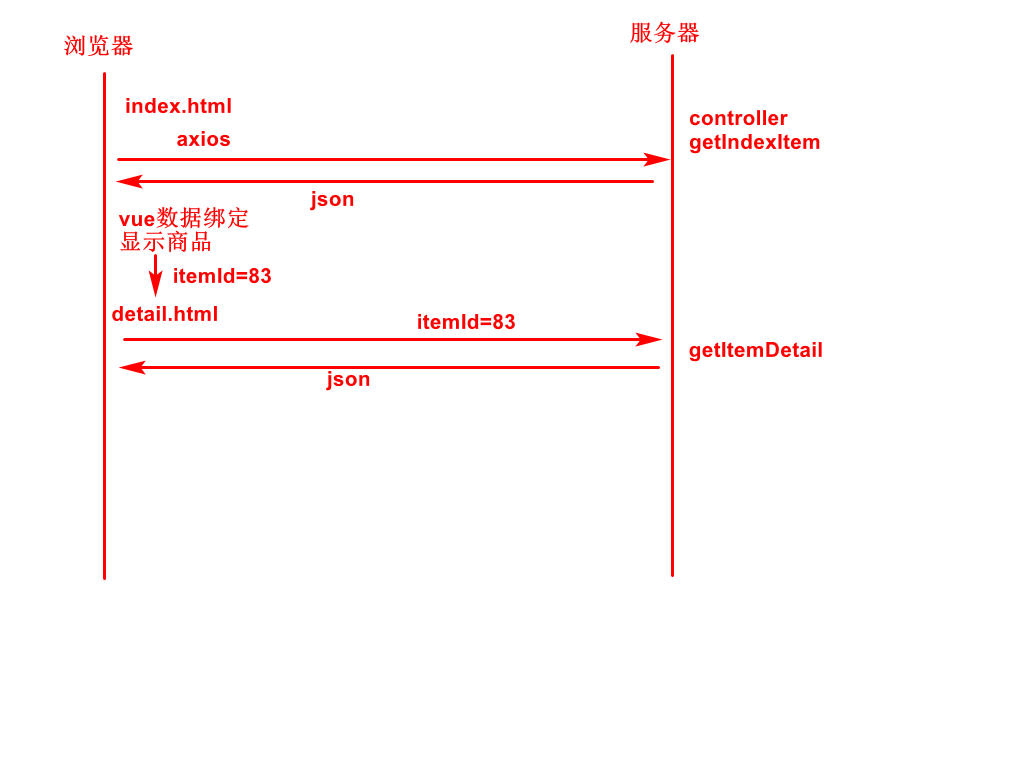 浏览器
服务器
index.html
axios
controller
getIndexItem
json
vue数据绑定
显示商品
itemId=83
detail.html
itemId=83
getItemDetail
json